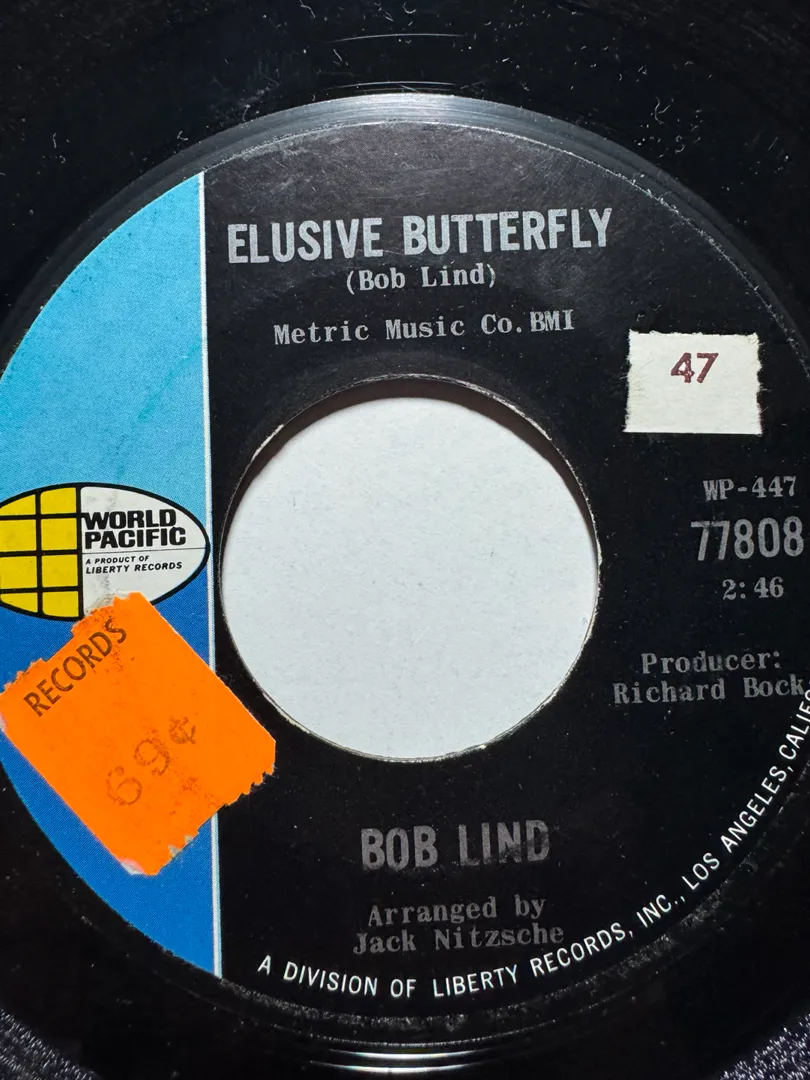 ELUSIVE BUTTERFLY
(Bob Lind)
Metric Music Co. BMI
47
WP-447
77808
2:46
WORLD
PACIFIC
A PRODUCT OF
LIBERTY RECORDS
RECORDS
69¢
Producer:
Richard Bock
BOB LIND
Arranged by
Jack Nitzsche
A DIVISION OF LIBERTY RECORDS, INC., LOS ANGELES, CALIF